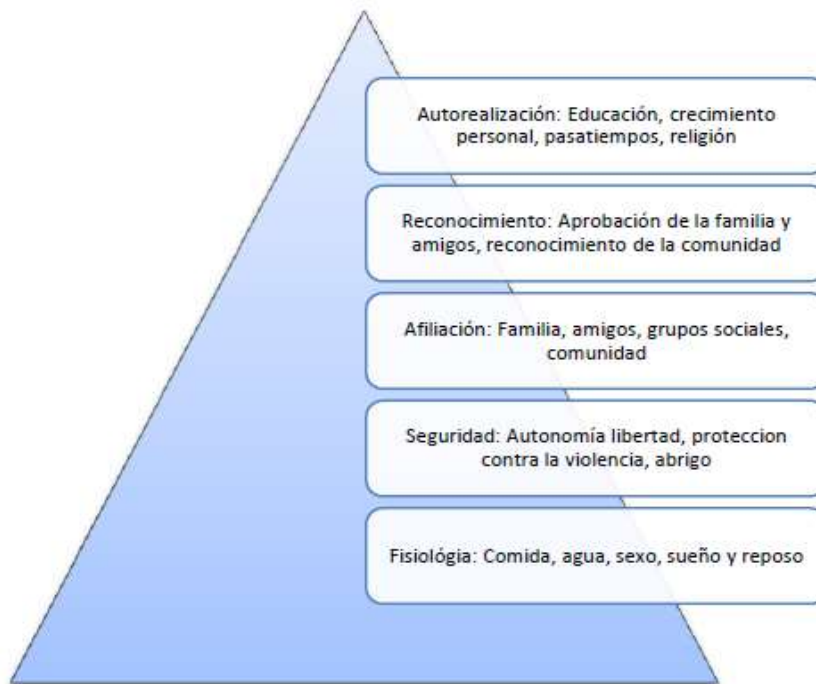 Autorealización: Educación, crecimiento
personal, pasatiempos, religión
Reconocimiento: Aprobación de la familia y
amigos, reconocimiento de la comunidad
Afiliación: Familia, amigos, grupos sociales,
comunidad
Seguridad: Autonomía libertad, proteccion
contra la violencia, abrigo
Fisiológia: Comida, agua, sexo, sueño y reposo